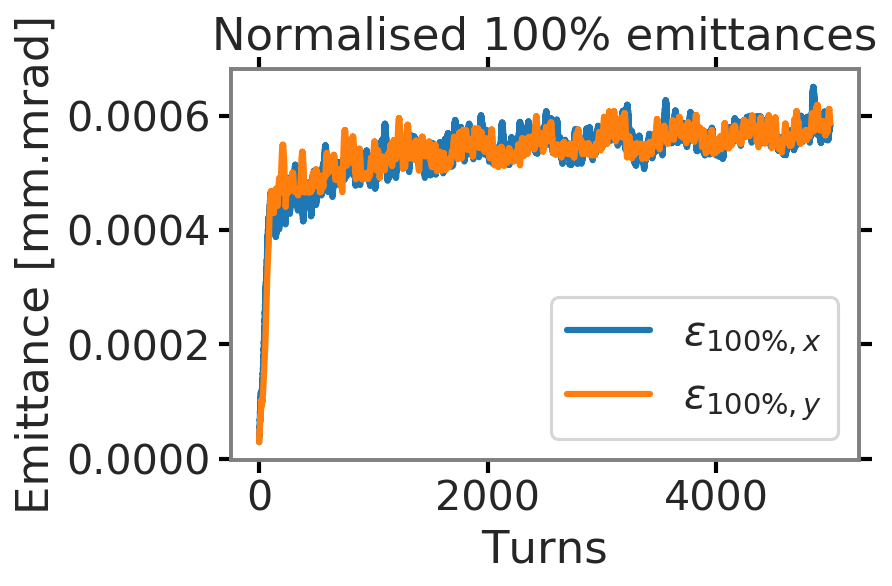 Normalised 100% emittances
Emittance [mm.mrad]
0.0006
0.0004
0.0002
0.0000
ε100%, x
ε100%, y
0 2000 4000
Turns